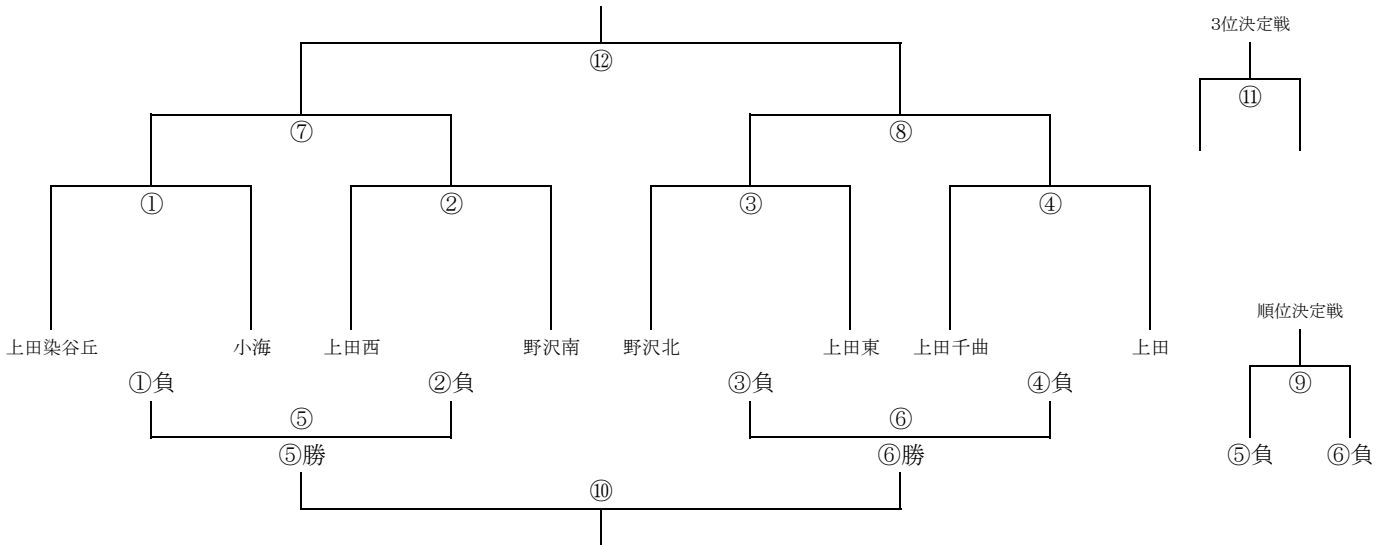 3位決定戦
⑫
⑪
⑦
⑧
①
②
③
④
順位決定戦
上田染谷丘
小海
上田西
野沢南
野沢北
上田東
上田千曲
上田
①負
②負
③負
④負
⑨
⑤
⑥
⑤勝
⑥勝
⑤負
⑥負
⑩